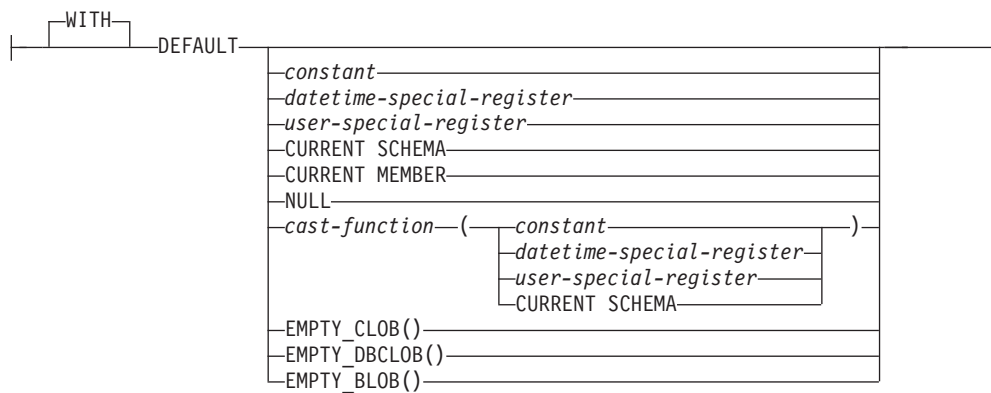 WITH
DEFAULT
constant
datetime-special-register
user-special-register
CURRENT SCHEMA
CURRENT MEMBER
NULL
cast-function ( constant )
datetime-special-register
user-special-register
CURRENT SCHEMA
EMPTY_CLOB()
EMPTY_DBCLOB()
EMPTY_BLOB()